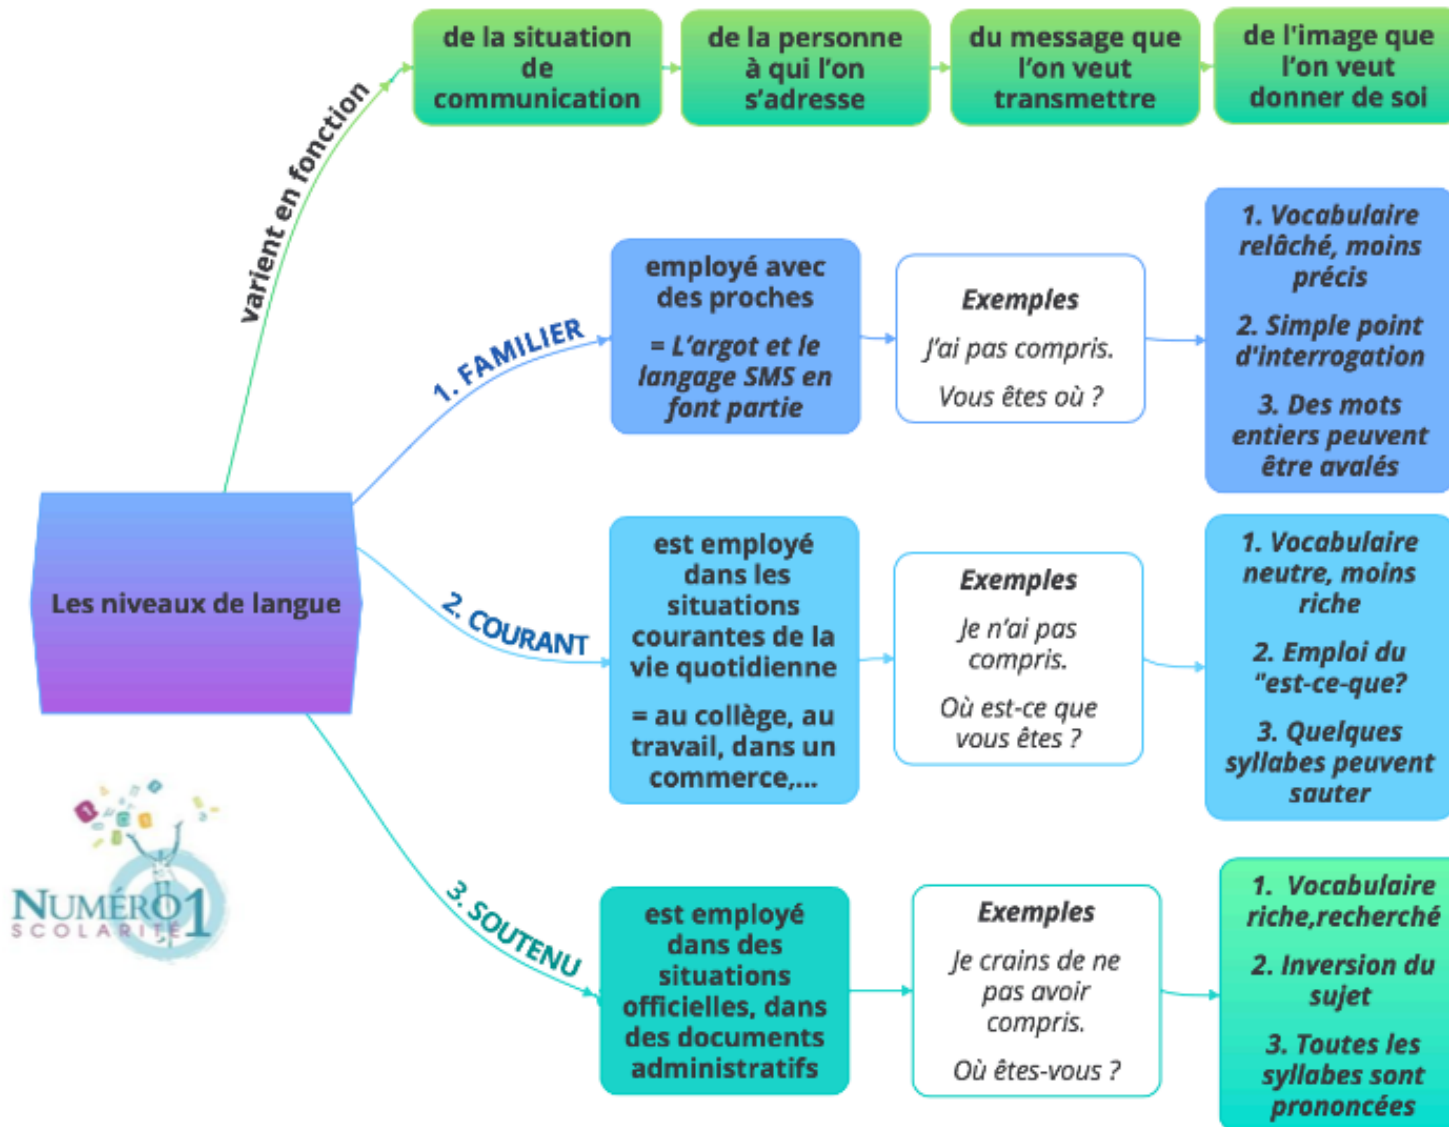 varient en fonction
de la situation
de
communication
de la personne
à qui l'on
s'adresse
du message que
l'on veut
transmettre
de l'image que
l'on veut
donner de soi
Les niveaux de langue
1. FAMILIER
employé avec
des proches
= L'argot et le
langage SMS en
font partie
Exemples
J'ai pas compris.
Vous êtes où ?
1. Vocabulaire
relâché, moins
précis
2. Simple point
d'interrogation
3. Des mots
entiers peuvent
être avalés
2. COURANT
est employé
dans les
situations
courantes de la
vie quotidienne
= au collège, au
travail, dans un
commerce,...
Exemples
Je n'ai pas
compris.
Où est-ce que
vous êtes ?
1. Vocabulaire
neutre, moins
riche
2. Emploi du
"est-ce-que?
3. Quelques
syllabes peuvent
sauter
3. SOUTENU
est employé
dans des
situations
officielles, dans
des documents
administratifs
Exemples
Je crains de ne
pas avoir
compris.
Où êtes-vous ?
1. Vocabulaire
riche,recherché
2. Inversion du
sujet
3. Toutes les
syllabes sont
prononcées
NUMÉRO1
SCOLARITÉ